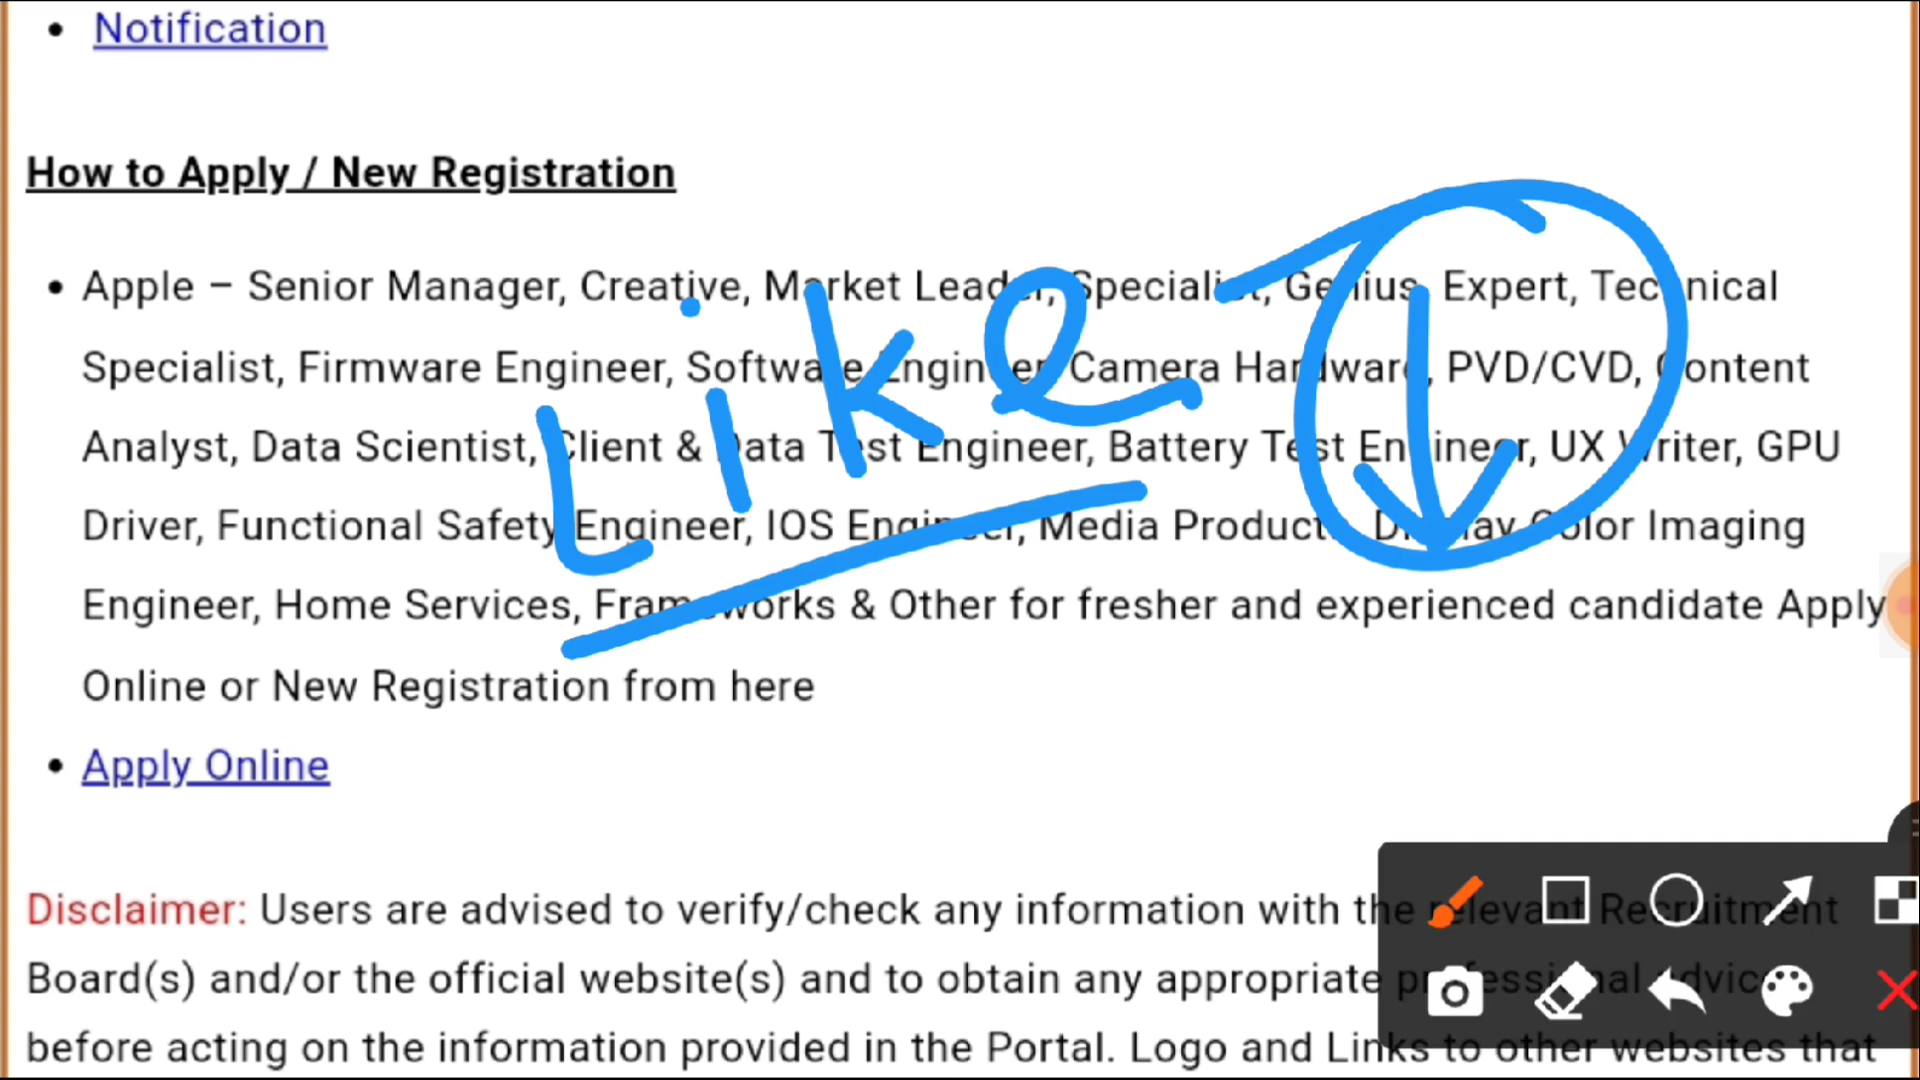 Notification
How to Apply / New Registration
Apple – Senior Manager, Creative, Market Leader, Specialist, Genius, Expert, Technical
Specialist, Firmware Engineer, Software Engineer, Camera Hardware, PVD/CVD, Content
Analyst, Data Scientist, Client & Data Test Engineer, Battery Test Engineer, UX Writer, GPU
Driver, Functional Safety Engineer, IOS Engineer, Media Product, Display Color Imaging
Engineer, Home Services, Frameworks & Other for fresher and experienced candidate Apply
Online or New Registration from here
Like
Apply Online
Disclaimer: Users are advised to verify/check any information with the relevant Recruitment
Board(s) and/or the official website(s) and to obtain any appropriate professional advice
before acting on the information provided in the Portal. Logo and Links to other websites that